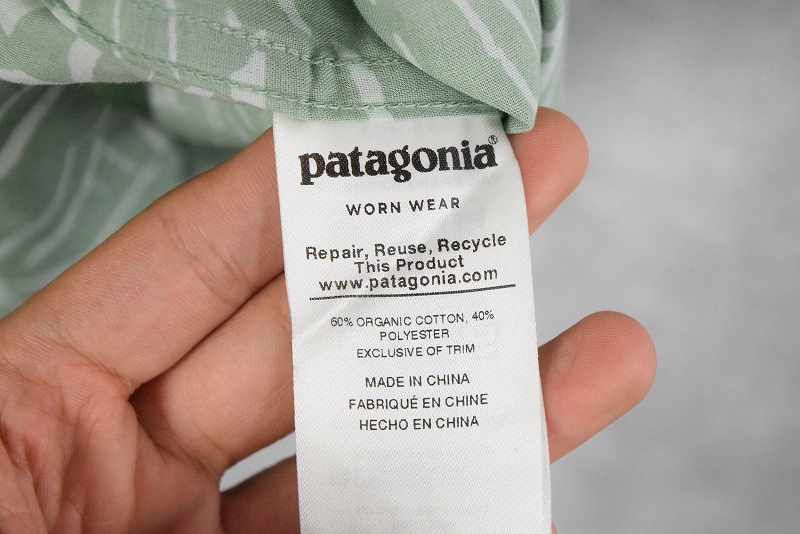 patagonia®
WORN WEAR
Repair, Reuse, Recycle
This Product
www.patagonia.com
60% ORGANIC COTTON, 40%
POLYESTER
EXCLUSIVE OF TRIM
MADE IN CHINA
FABRIQUÉ EN CHINE
HECHO EN CHINA